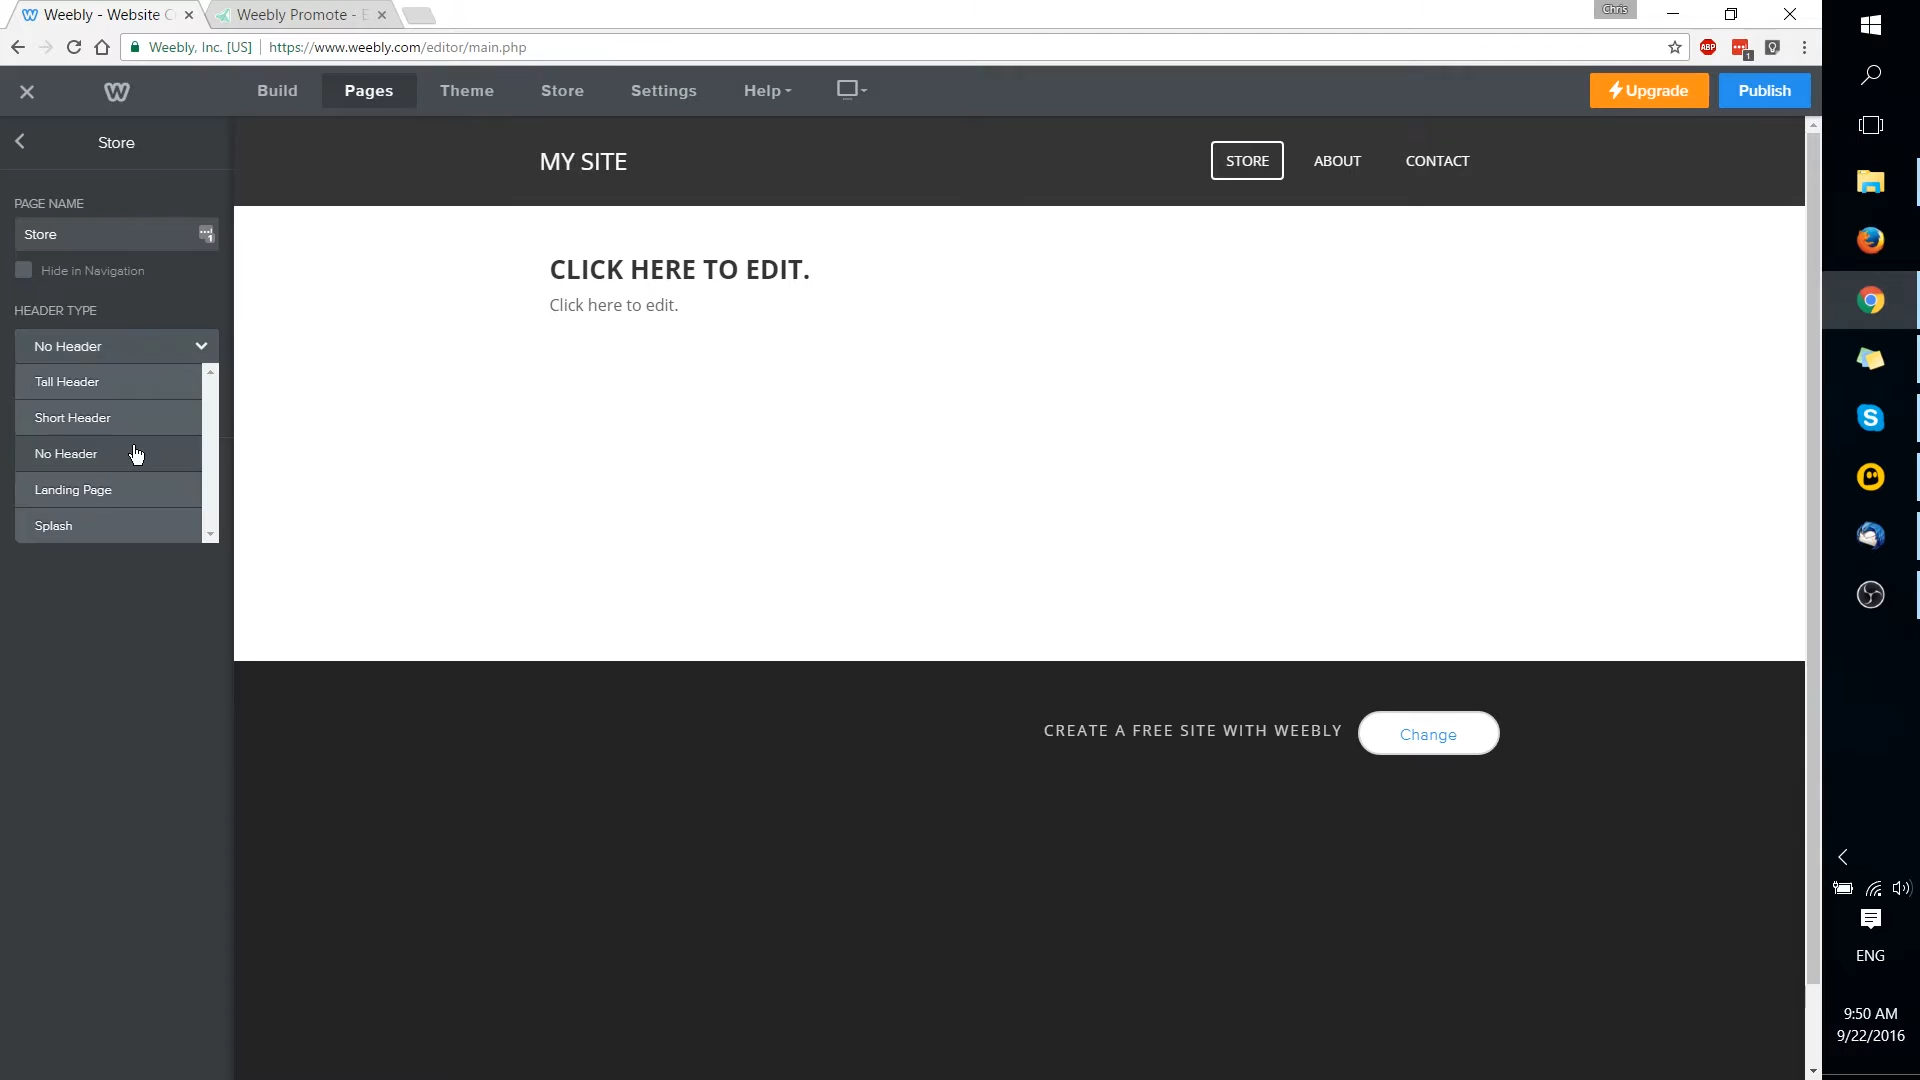 Weebly - Website C
Weebly Promote - E
Chris
Weebly, Inc. [US]
https://www.weebly.com/editor/main.php
ABP
1
Build
Pages
Theme
Store
Settings
Help
Upgrade
Publish
Store
PAGE NAME
Store
Hide in Navigation
HEADER TYPE
No Header
Tall Header
Short Header
No Header
Landing Page
Splash
MY SITE
STORE
ABOUT
CONTACT
CLICK HERE TO EDIT.
Click here to edit.
CREATE A FREE SITE WITH WEEBLY
Change
ENG
9:50 AM
9/22/2016